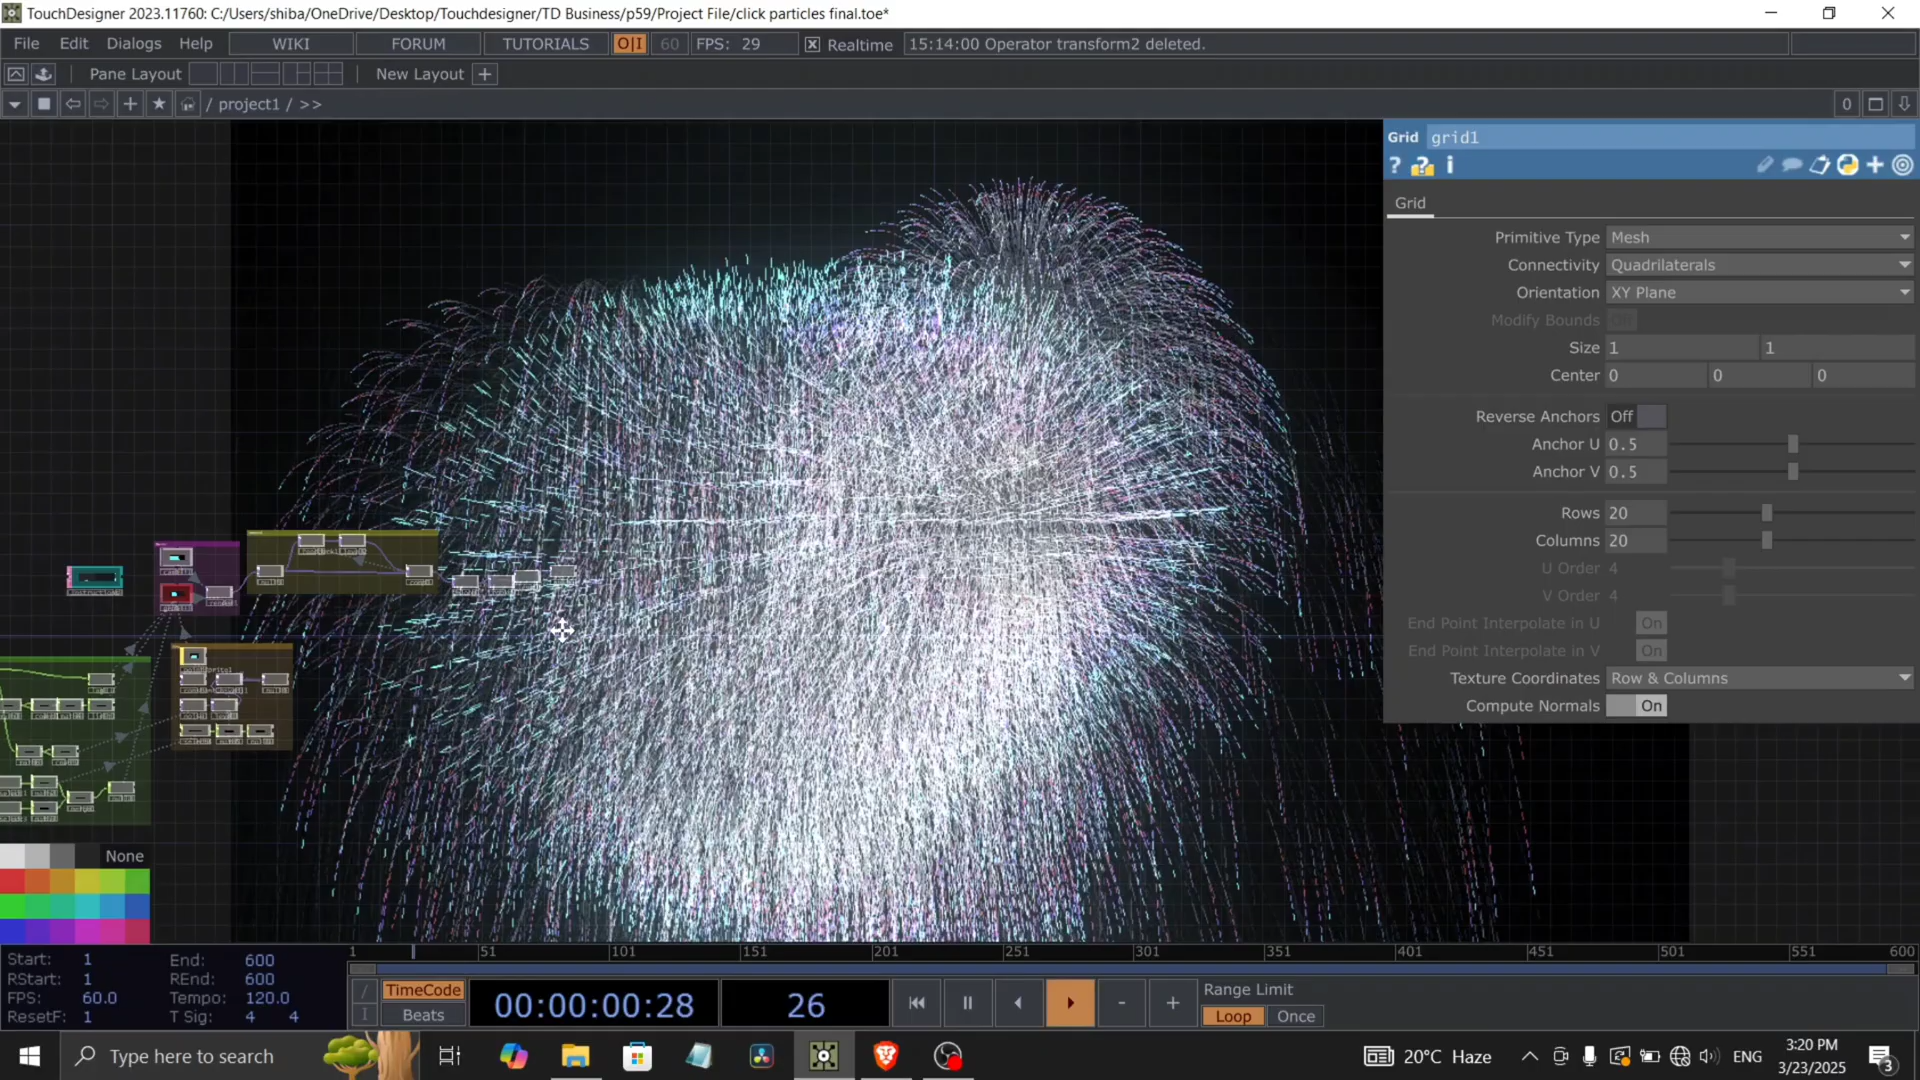 TouchDesigner 2023.11760: C:/Users/shiba/OneDrive/Desktop/Touchdesigner/TD Business/p59/Project File/click particles final.toe*
File Edit Dialogs Help WIKI FORUM TUTORIALS O|I 60 FPS: 29 X Realtime 15:14:00 Operator transform2 deleted.
Pane Layout New Layout +
/ project1 / >> 0
Grid grid1
? ? i
Grid
Primitive Type Mesh
Connectivity Quadrilaterals
Orientation XY Plane
Modify Bounds Off
Size 1 1
Center 0 0 0
Reverse Anchors Off
Anchor U 0.5
Anchor V 0.5
Rows 20
Columns 20
U Order 4
V Order 4
End Point Interpolate in U On
End Point Interpolate in V On
Texture Coordinates Row & Columns
Compute Normals On
None
1 51 101 151 201 251 301 351 401 451 501 551 600
Start: 1 End: 600
RStart: 1 REnd: 600
FPS: 60.0 Tempo: 120.0
ResetF: 1 T Sig: 4 4
/ TimeCode
I Beats
00:00:00:28 26
- +
Range Limit
Loop Once
Type here to search
20°C Haze
ENG
3:20 PM
3/23/2025
3